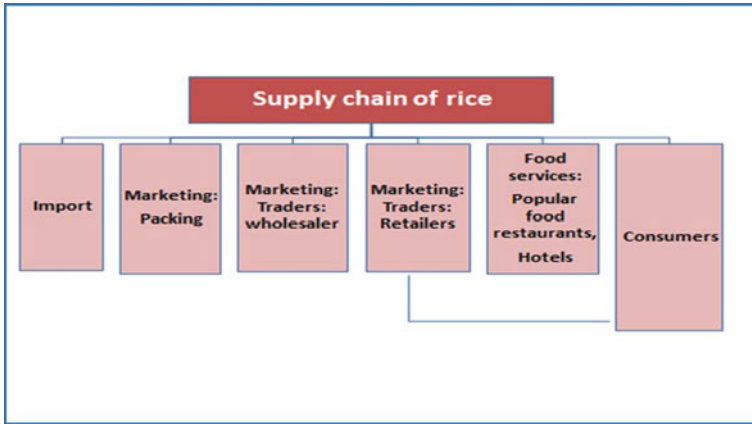 Supply chain of rice
Import
Marketing:
Packing
Marketing:
Traders:
wholesaler
Marketing:
Traders:
Retailers
Food
services:
Popular
food
restaurants,
Hotels
Consumers